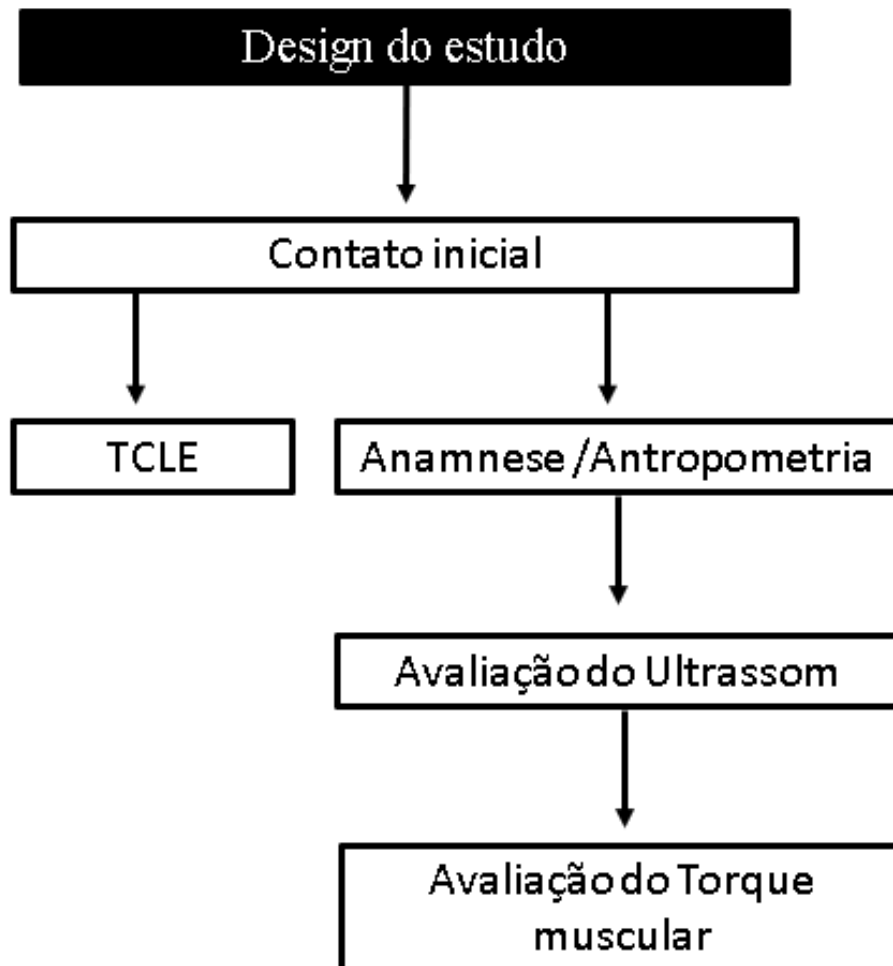 Design do estudo
Contato inicial
TCLE
Anamnese /Antropometria
Avaliação do Ultrassom
Avaliação do Torque
muscular